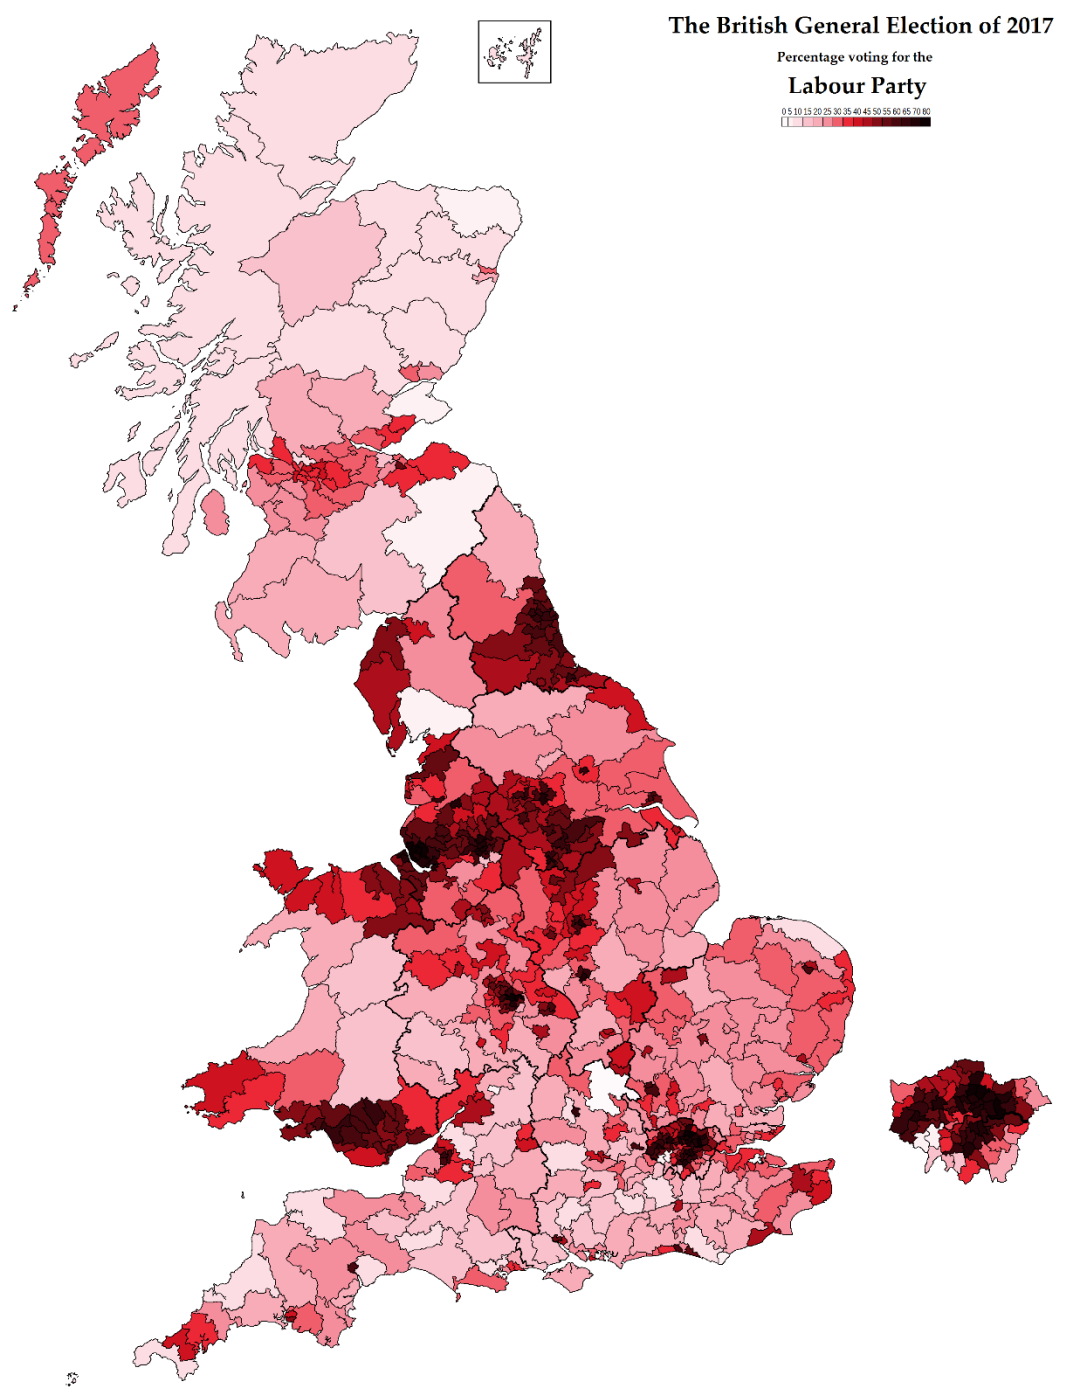 The British General Election of 2017
Percentage voting for the
Labour Party
0 5 10 15 20 25 30 35 40 45 50 55 60 65 70 80